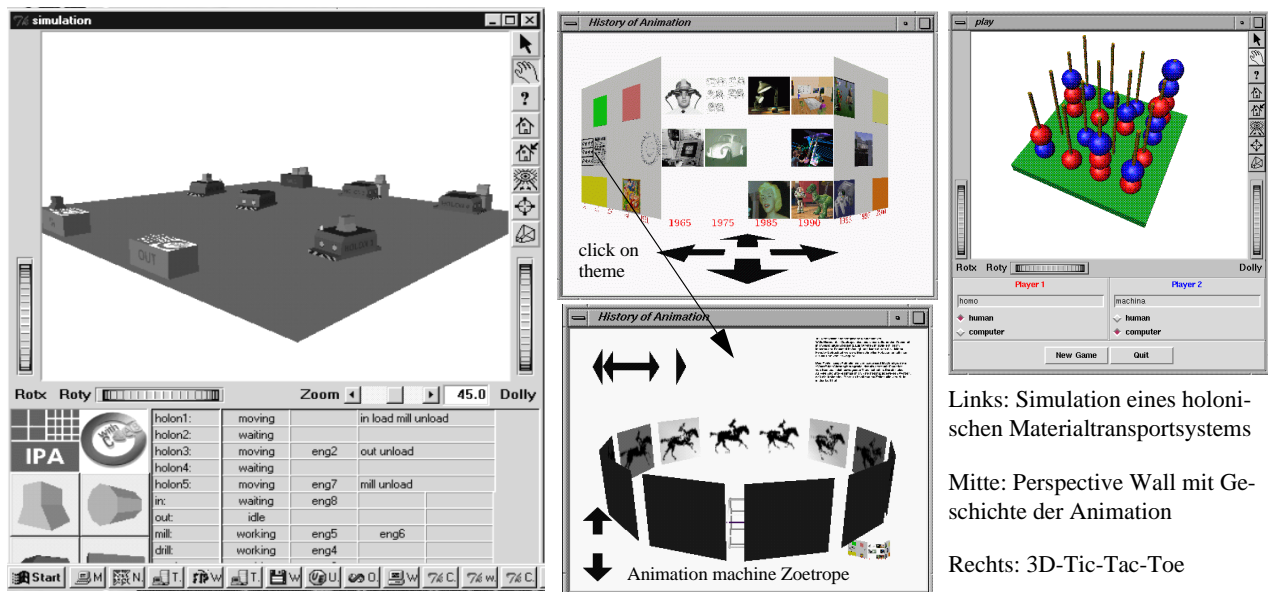 simulation
OUT
Rotx Roty Zoom 45.0 Dolly
IPA
With
holon1: moving in load mill unload
holon2: waiting
holon3: moving eng2 out unload
holon4: waiting
holon5: moving eng7 mill unload
in: waiting eng8
out: idle
mill: working eng5 eng6
drill: working eng4
Start M N. T. W T. W U. O. W C. w. C.
History of Animation
1965 1975 1985 1990
click on
theme
History of Animation
Animation machine Zoetrope
play
?
Rotx Roty Dolly
Player 1 Player 2
homo machina
human human
computer computer
New Game Quit
Links: Simulation eines holoni-
schen Materialtransportsystems
Mitte: Perspective Wall mit Ge-
schichte der Animation
Rechts: 3D-Tic-Tac-Toe